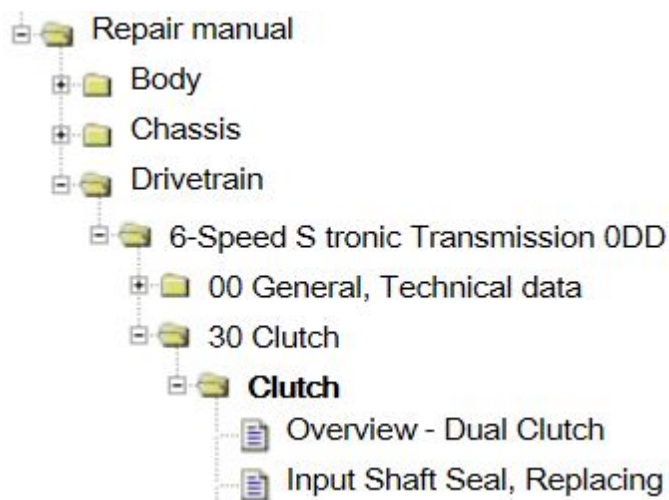 Repair manual
Body
Chassis
Drivetrain
6-Speed S tronic Transmission 0DD
00 General, Technical data
30 Clutch
Clutch
Overview - Dual Clutch
Input Shaft Seal, Replacing